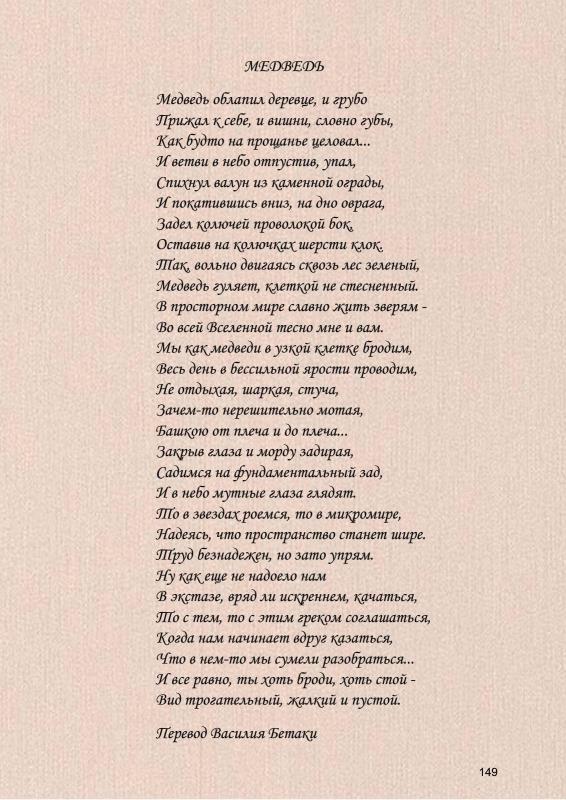 МЕДВЕДЬ
Медведь облапил деревце, и грубо
Прижал к себе, и вишни, словно губы,
Как будто на прощанье целовал...
И ветви в небо отпустив, упал,
Спихнул валун из каменной ограды,
И покатившись вниз, на дно оврага,
Задел колючей проволокой бок,
Оставив на колючках шерсти клок.
Так, вольно двигаясь сквозь лес зеленый,
Медведь гуляет, клеткой не стесненный.
В просторном мире славно жить зверям -
Во всей Вселенной тесно мне и вам.
Мы как медведи в узкой клетке бродим,
Весь день в бессильной ярости проводим,
Не отдыхая, шаркая, стуча,
Зачем-то нерешительно мотая,
Башкою от плеча и до плеча...
Закрыв глаза и морду задирая,
Садимся на фундаментальный зад,
И в небо мутные глаза глядят.
То в звездах роемся, то в микромире,
Надеясь, что пространство станет шире.
Труд безнадежен, но зато упрям.
Ну как еще не надоело нам
В экстазе, вряд ли искреннем, качаться,
То с тем, то с этим греком соглашаться,
Когда нам начинает вдруг казаться,
Что в нем-то мы сумели разобраться...
И все равно, ты хоть броди, хоть стой -
Вид трогательный, жалкий и пустой.
Перевод Василия Бетаки
149